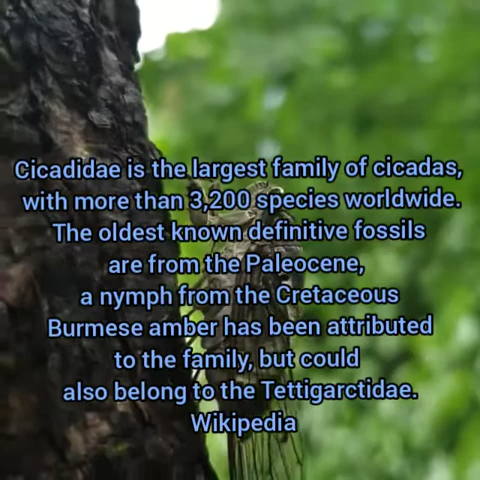 Cicadidae is the largest family of cicadas,
with more than 3,200 species worldwide.
The oldest known definitive fossils
are from the Paleocene,
a nymph from the Cretaceous
Burmese amber has been attributed
to the family, but could
also belong to the Tettigarctidae.
Wikipedia